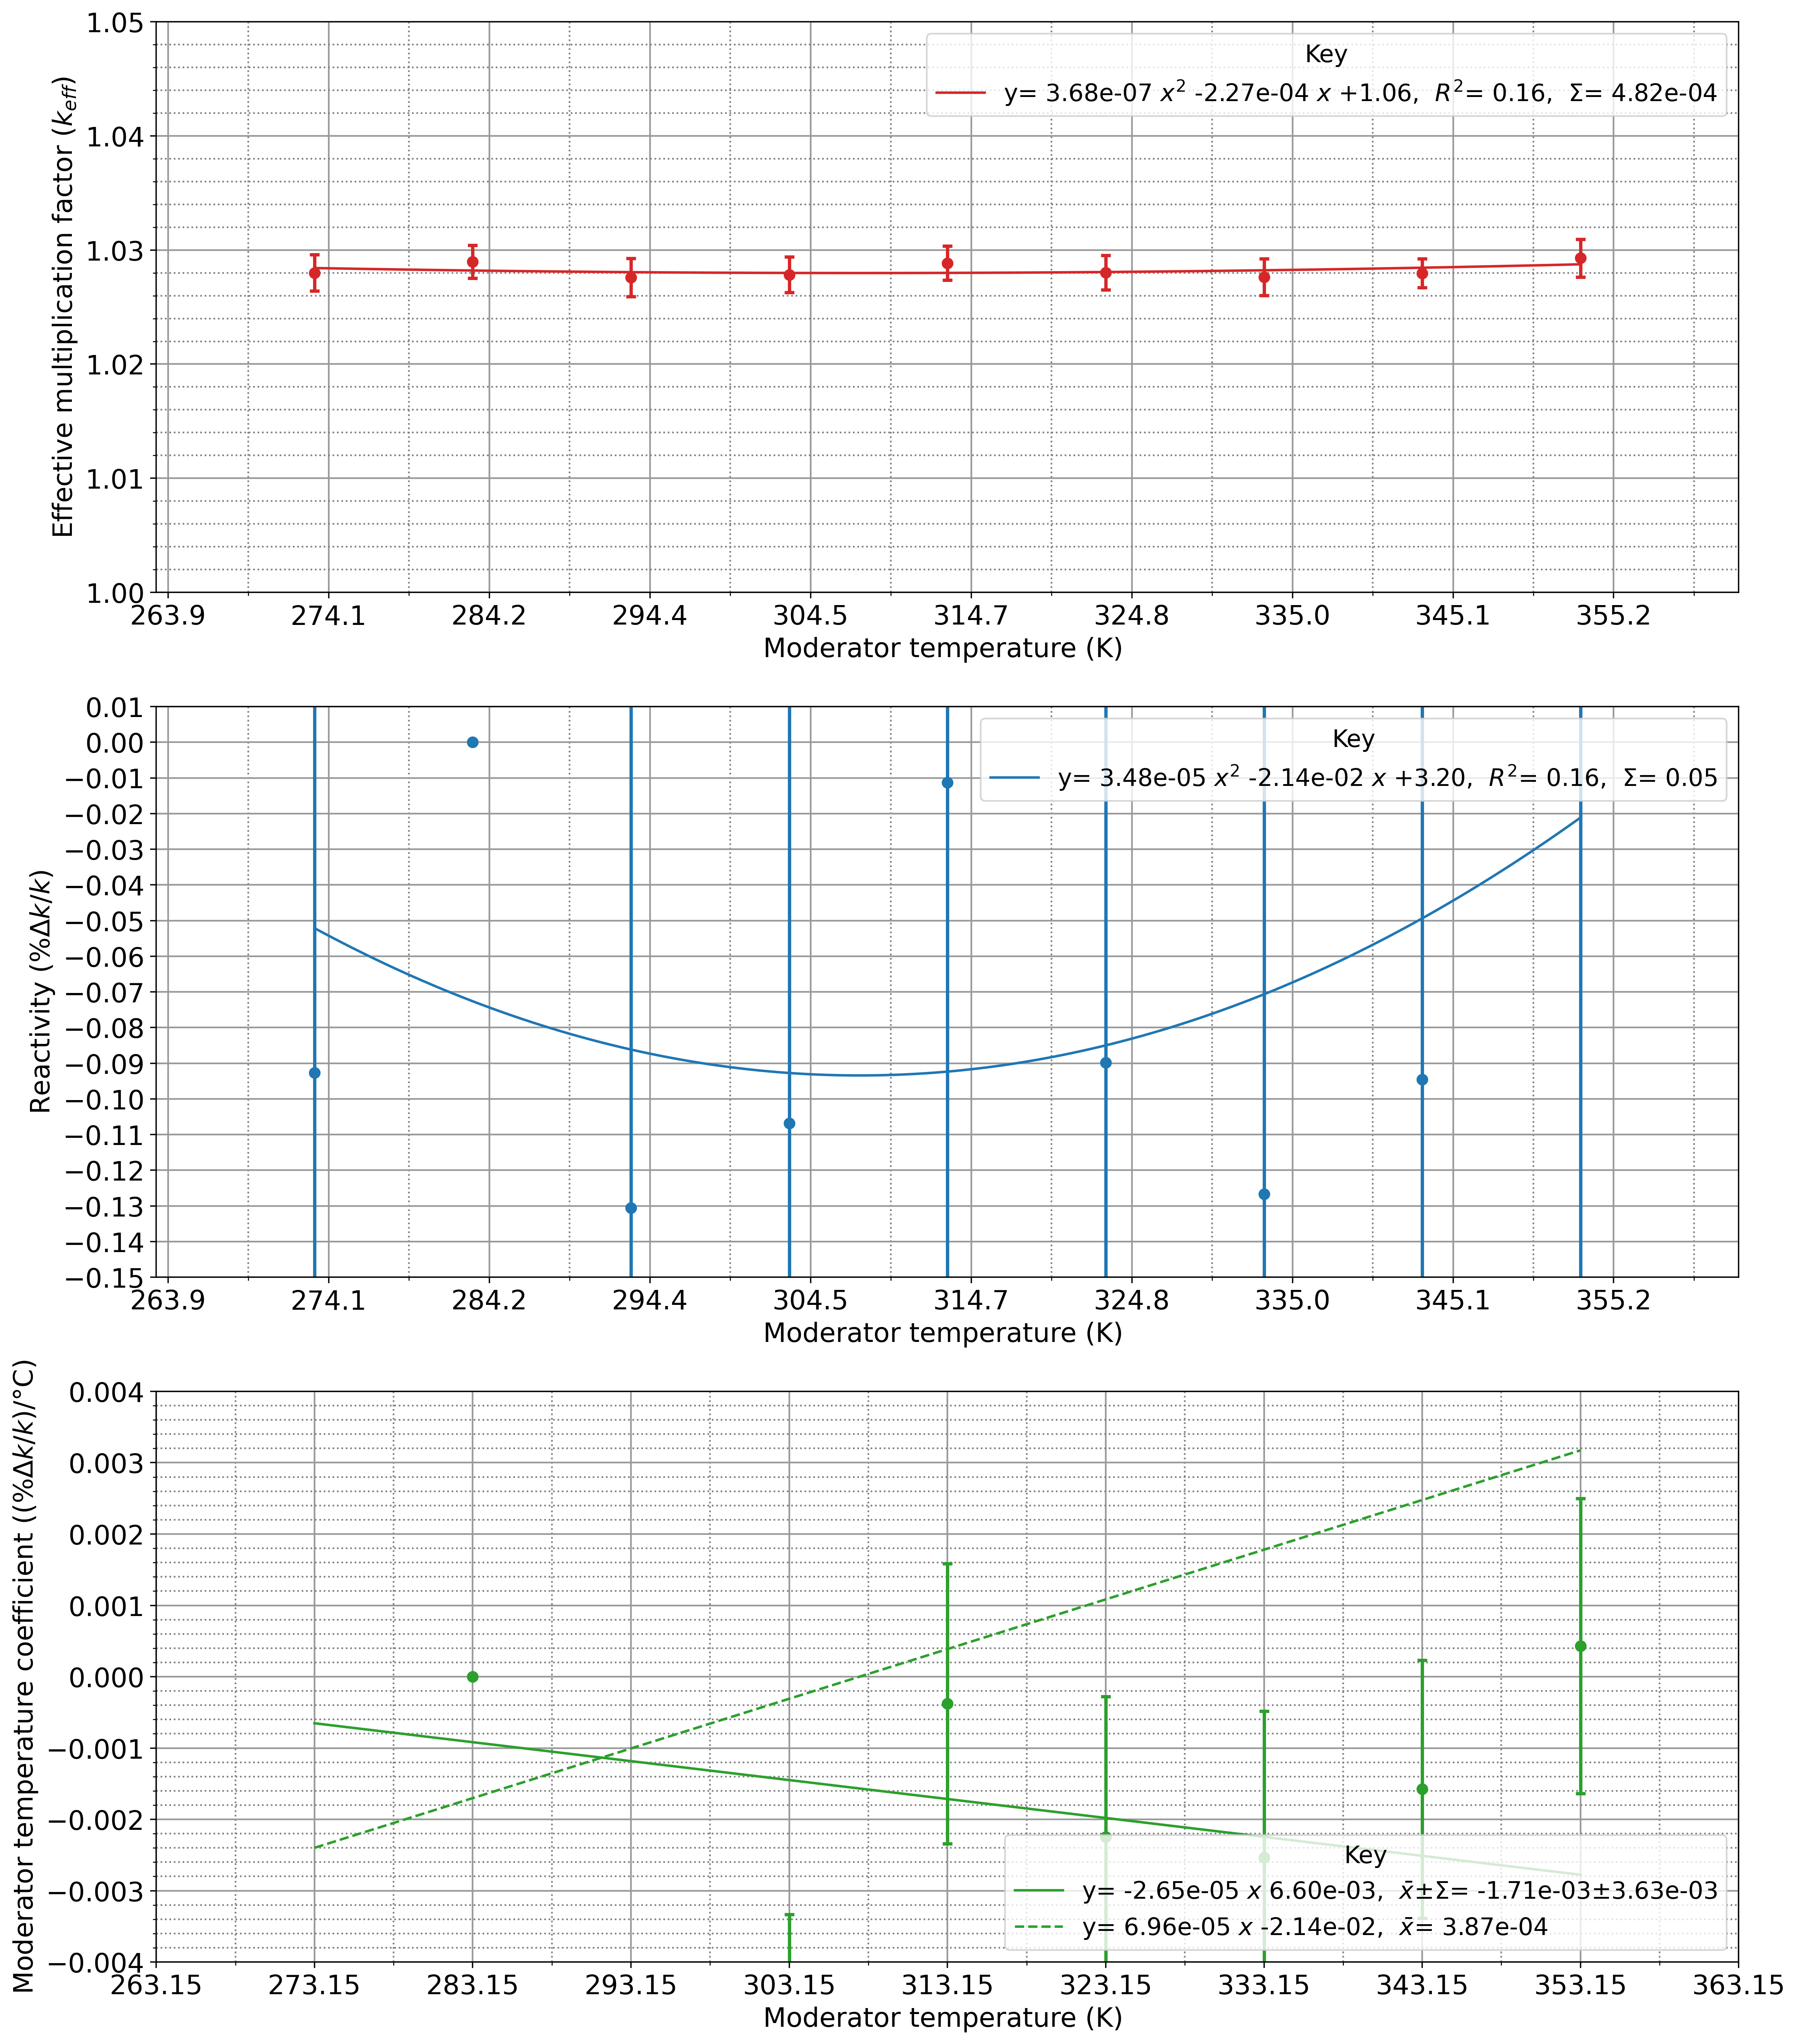 1.05
1.04
1.03
1.02
1.01
1.00
Effective multiplication factor (k_eff)
Key
y= 3.68e-07 x² -2.27e-04 x +1.06, R²= 0.16, Σ= 4.82e-04
263.9 274.1 284.2 294.4 304.5 314.7 324.8 335.0 345.1 355.2
Moderator temperature (K)
0.01
0.00
−0.01
−0.02
−0.03
−0.04
−0.05
−0.06
−0.07
−0.08
−0.09
−0.10
−0.11
−0.12
−0.13
−0.14
−0.15
Reactivity (%Δk/k)
Key
y= 3.48e-05 x² -2.14e-02 x +3.20, R²= 0.16, Σ= 0.05
263.9 274.1 284.2 294.4 304.5 314.7 324.8 335.0 345.1 355.2
Moderator temperature (K)
0.004
0.003
0.002
0.001
0.000
−0.001
−0.002
−0.003
−0.004
Moderator temperature coefficient ((%Δk/k)/°C)
Key
y= -2.65e-05 x 6.60e-03, x̄±Σ= -1.71e-03±3.63e-03
y= 6.96e-05 x -2.14e-02, x̄= 3.87e-04
263.15 273.15 283.15 293.15 303.15 313.15 323.15 333.15 343.15 353.15 363.15
Moderator temperature (K)